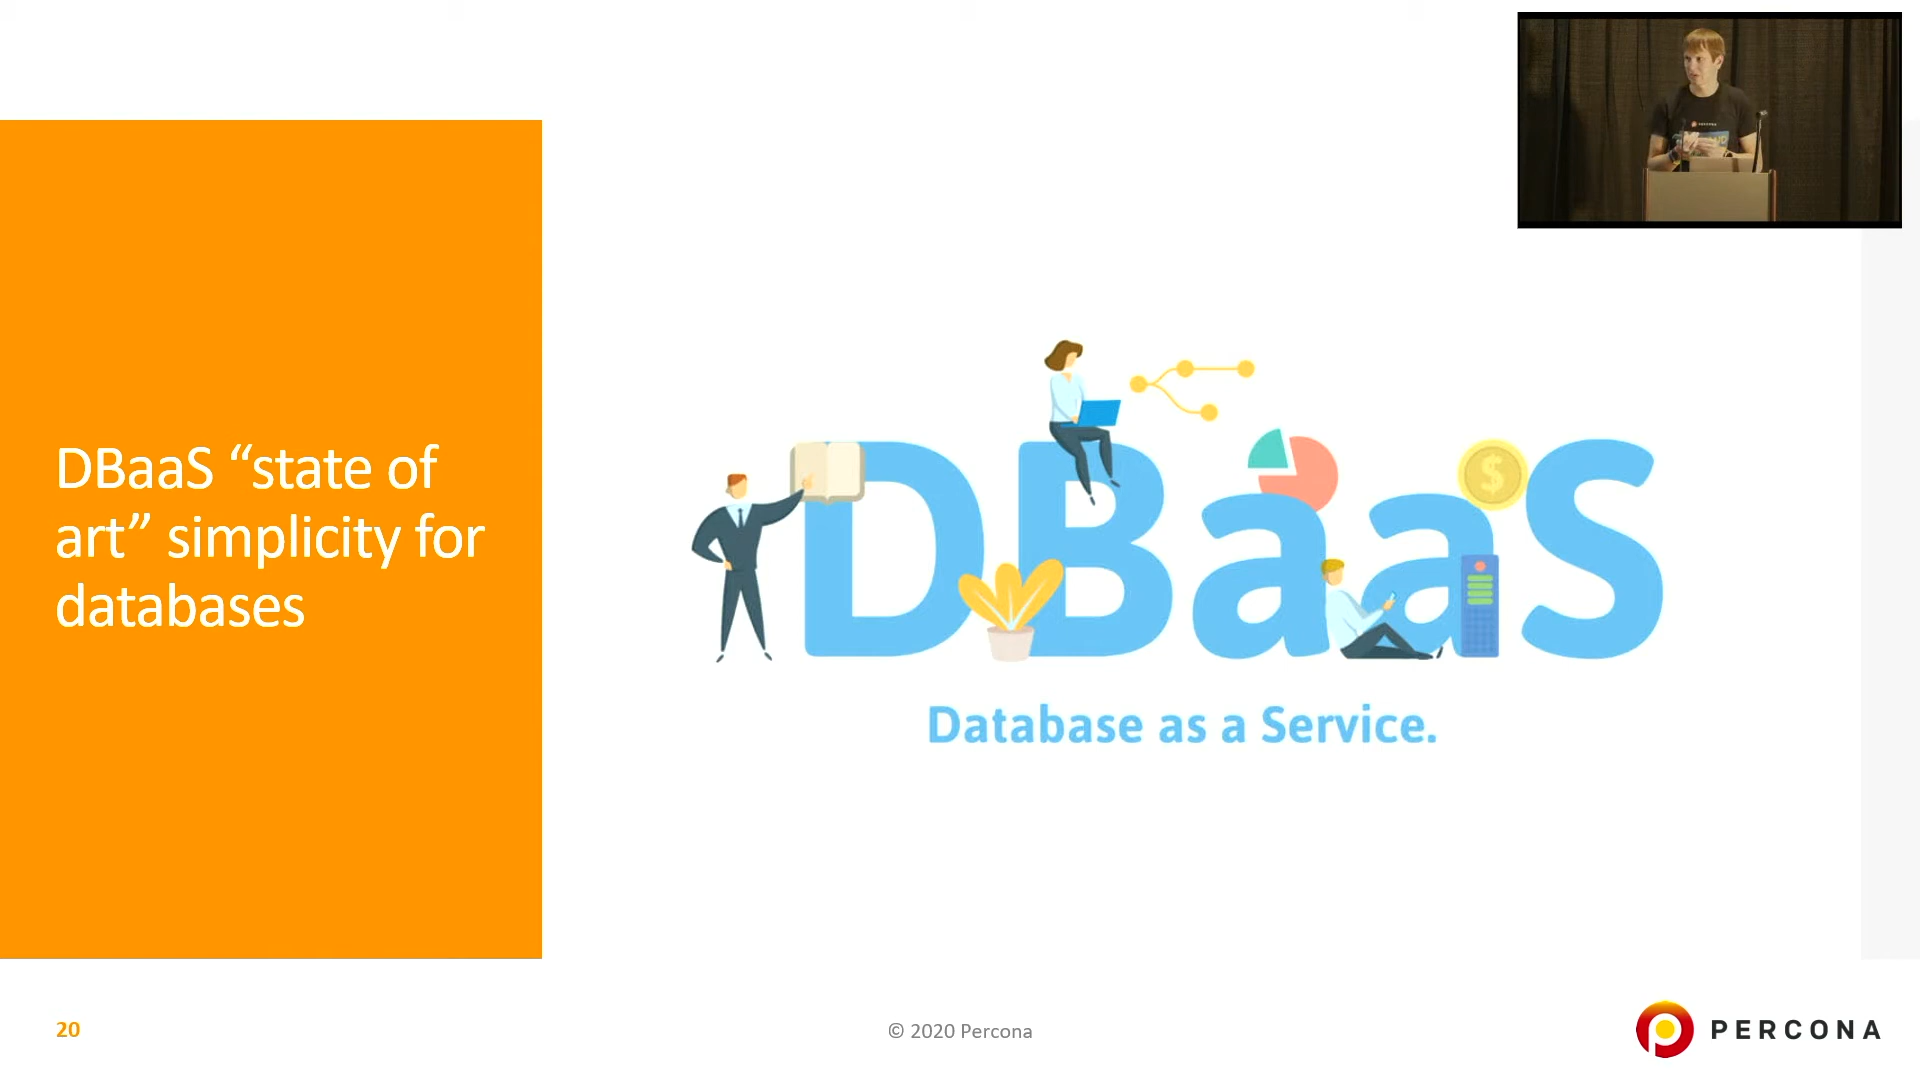 DBaaS “state of
art” simplicity for
databases
DBaaS
$
Database as a Service.
20
© 2020 Percona
PERCONA